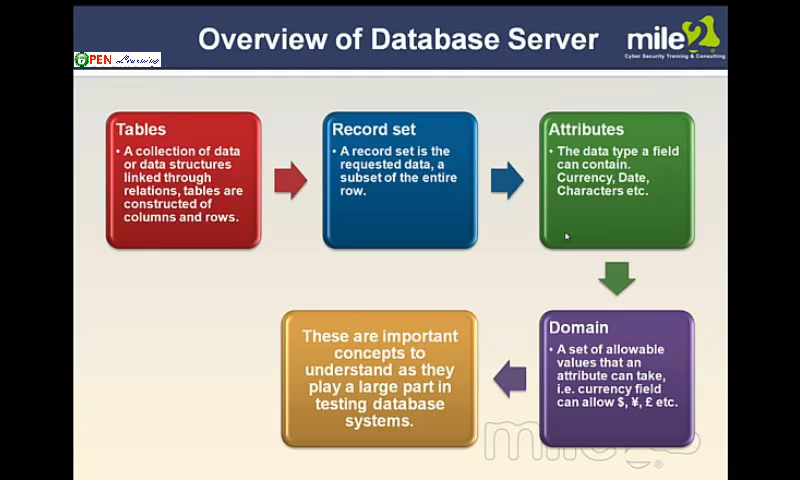 Overview of Database Server
mile2
Cyber Security Training & Consulting
OPEN Learning
Tables
• A collection of data
or data structures
linked through
relations, tables are
constructed of
columns and rows.
Record set
• A record set is the
requested data, a
subset of the entire
row.
Attributes
• The data type a field
can contain.
Currency, Date,
Characters etc.
Domain
• A set of allowable
values that an
attribute can take,
i.e. currency field
can allow $, ¥, £ etc.
These are important
concepts to
understand as they
play a large part in
testing database
systems.
mile2